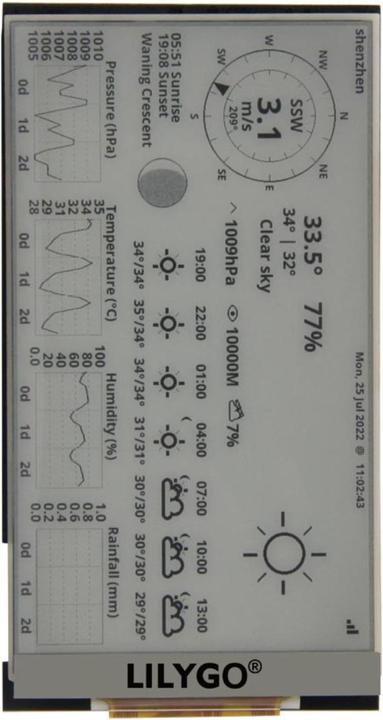 shenzhen
Mon, 25 Jul 2022 @ 11:02:43
N
NE
E
SE
S
SW
W
NW
SSW
3.1
m/s
209°
33.5° 77%
34° | 32°
Clear sky
1009hPa
10000M
7%
05:51 Sunrise
19:08 Sunset
Waning Crescent
19:00
22:00
01:00
04:00
07:00
10:00
13:00
34°/34°
35°/34°
34°/34°
31°/31°
30°/30°
30°/30°
29°/29°
Pressure (hPa)
1010
1009
1008
1007
1006
1005
0d
1d
2d
Temperature (°C)
35
34
32
31
29
28
0d
1d
2d
Humidity (%)
100
80
60
40
20
0.0
0d
1d
2d
Rainfall (mm)
1.0
0.8
0.6
0.4
0.2
0.0
0d
1d
2d
LILYGO®